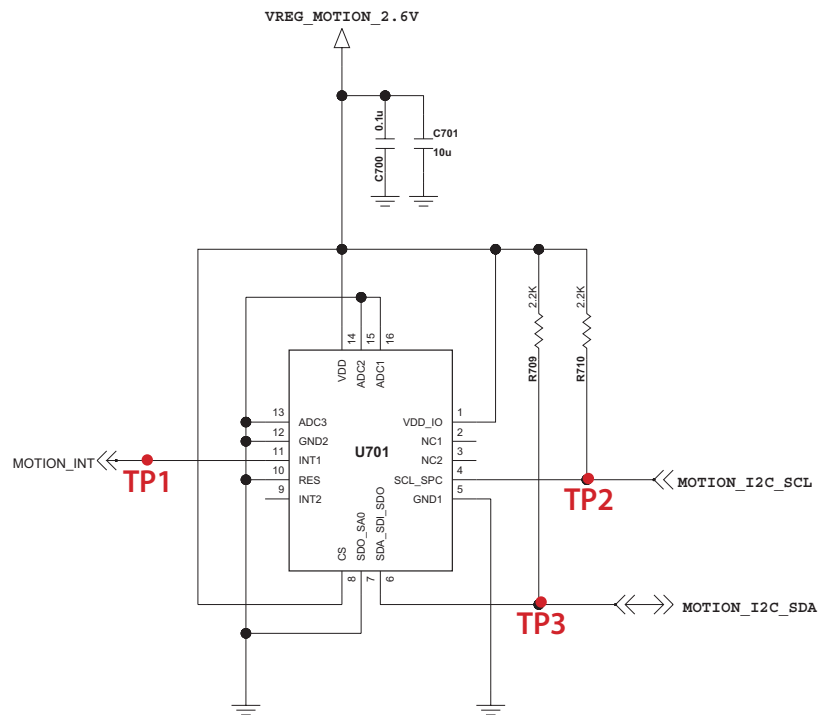 VREG_MOTION_2.6V
0.1u
C700
C701
10u
2.2K
R709
2.2K
R710
14
15
16
VDD
ADC2
ADC1
13
ADC3
12
GND2
11
INT1
10
RES
9
INT2
U701
VDD_IO
1
NC1
2
NC2
3
SCL_SPC
4
GND1
5
CS
SDO_SA0
SDA_SDI_SDO
8
7
6
MOTION_INT
TP1
TP2
MOTION_I2C_SCL
TP3
MOTION_I2C_SDA